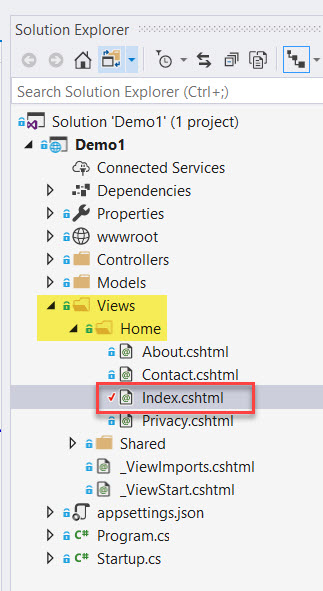 Solution Explorer
Search Solution Explorer (Ctrl+;)
Solution 'Demo1' (1 project)
Demo1
Connected Services
Dependencies
Properties
wwwroot
Controllers
Models
Views
Home
About.cshtml
Contact.cshtml
Index.cshtml
Privacy.cshtml
Shared
_ViewImports.cshtml
_ViewStart.cshtml
appsettings.json
C# Program.cs
C# Startup.cs